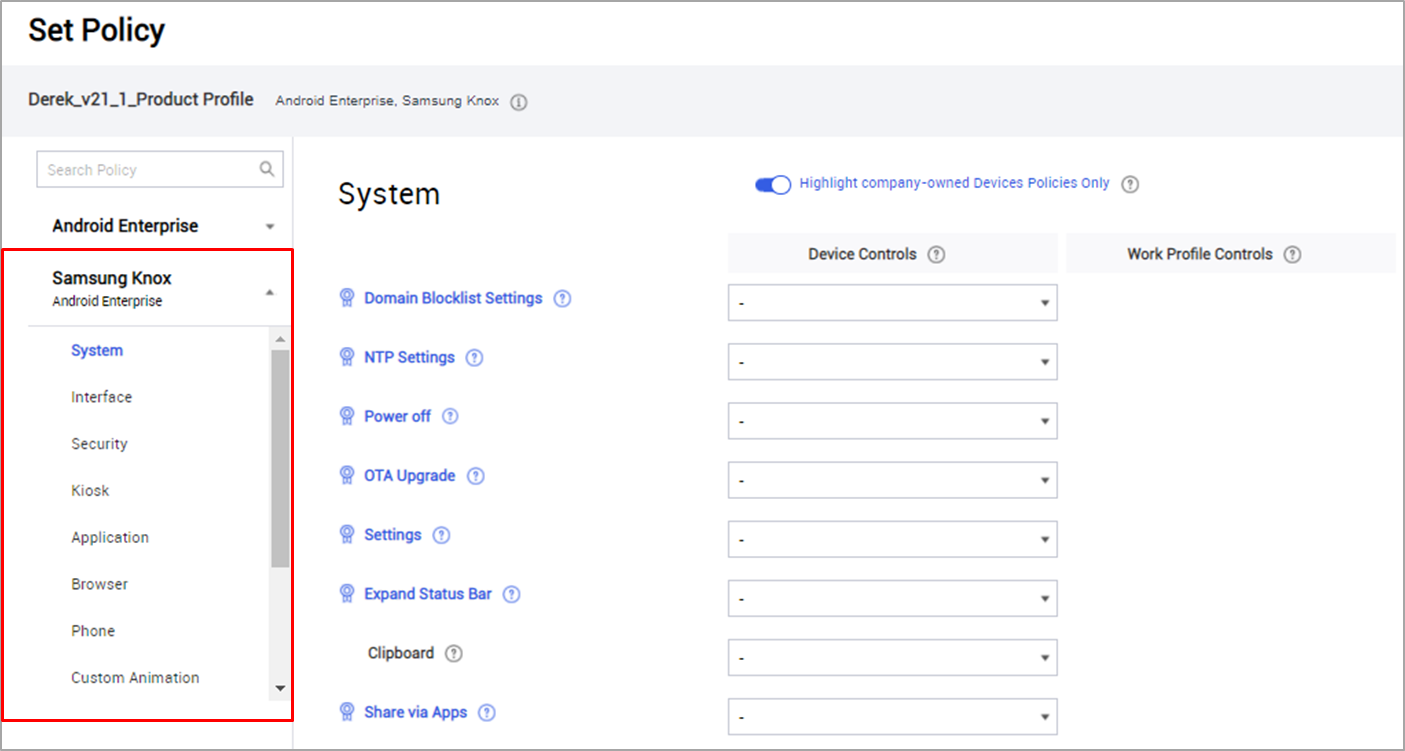 Set Policy
Derek_v21_1_Product Profile Android Enterprise, Samsung Knox
Search Policy
Android Enterprise
Samsung Knox
Android Enterprise
System
Interface
Security
Kiosk
Application
Browser
Phone
Custom Animation
System
Highlight company-owned Devices Policies Only ?
Device Controls ? Work Profile Controls ?
Domain Blocklist Settings ? -
NTP Settings ? -
Power off ? -
OTA Upgrade ? -
Settings ? -
Expand Status Bar ? -
Clipboard ? -
Share via Apps ? -